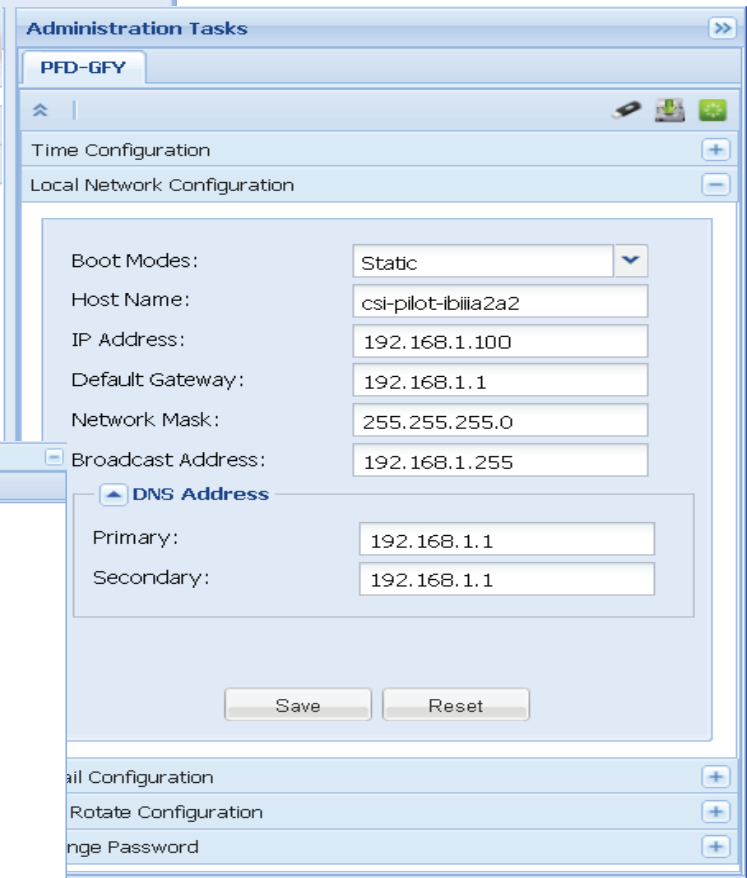 Administration Tasks
PFD-GFY
Time Configuration
Local Network Configuration
Boot Modes: Static
Host Name: csi-pilot-ibiiia2a2
IP Address: 192.168.1.100
Default Gateway: 192.168.1.1
Network Mask: 255.255.255.0
Broadcast Address: 192.168.1.255
DNS Address
Primary: 192.168.1.1
Secondary: 192.168.1.1
Save Reset
ail Configuration
Rotate Configuration
nge Password